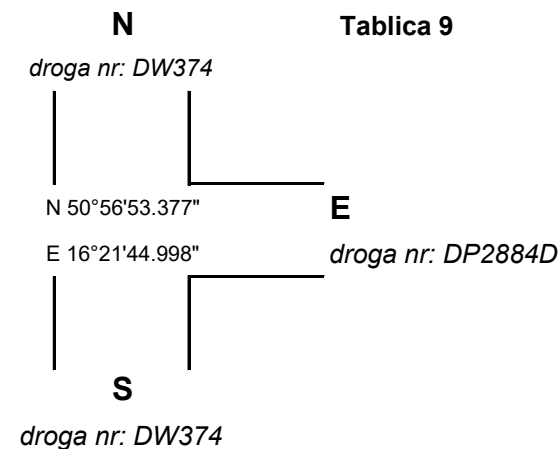 N
Tablica 9
droga nr: DW374
N 50°56'53.377"
E
E 16°21'44.998"
droga nr: DP2884D
S
droga nr: DW374